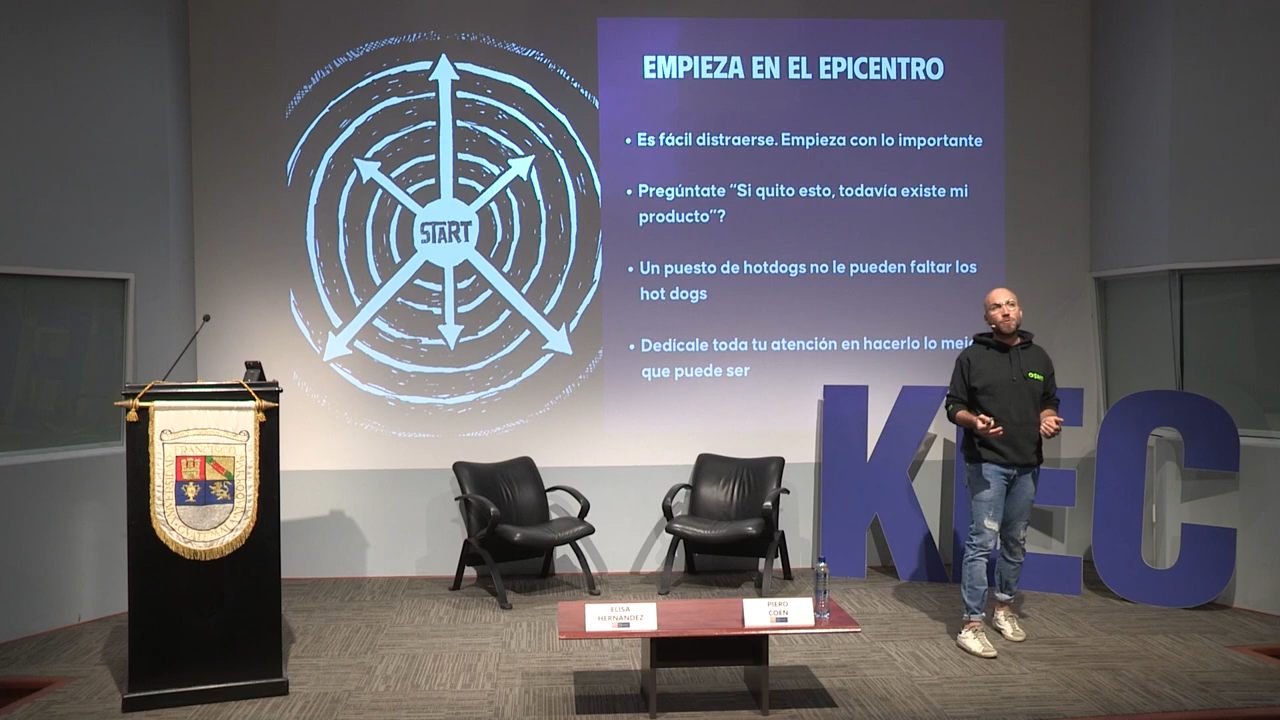 EMPIEZA EN EL EPICENTRO
START
• Es fácil distraerse. Empieza con lo importante
• Pregúntate “Si quito esto, todavía existe mi
producto”?
• Un puesto de hotdogs no le pueden faltar los
hot dogs
• Dedícale toda tu atención en hacerlo lo
que puede ser
KEC
ELISA
HERNÁNDEZ
PIERO
COEN